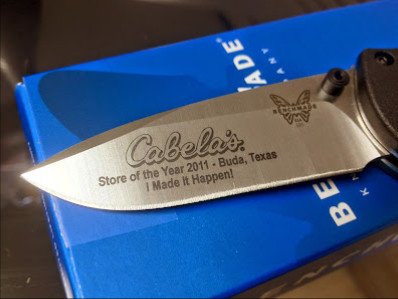 Cabela's
Store of the Year 2011 - Buda, Texas
I Made It Happen!
BENCHMADE